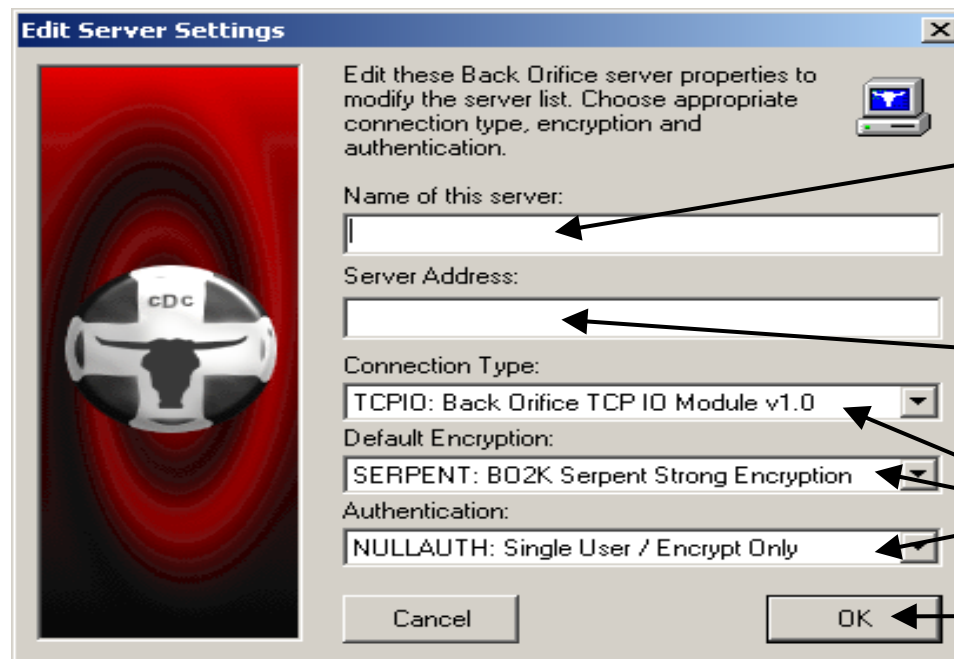 Edit Server Settings
Edit these Back Orifice server properties to
modify the server list. Choose appropriate
connection type, encryption and
authentication.
Name of this server:
Server Address:
cDc
Connection Type:
TCPIO: Back Orifice TCP IO Module v1.0
Default Encryption:
SERPENT: BO2K Serpent Strong Encryption
Authentication:
NULLAUTH: Single User / Encrypt Only
Cancel
OK